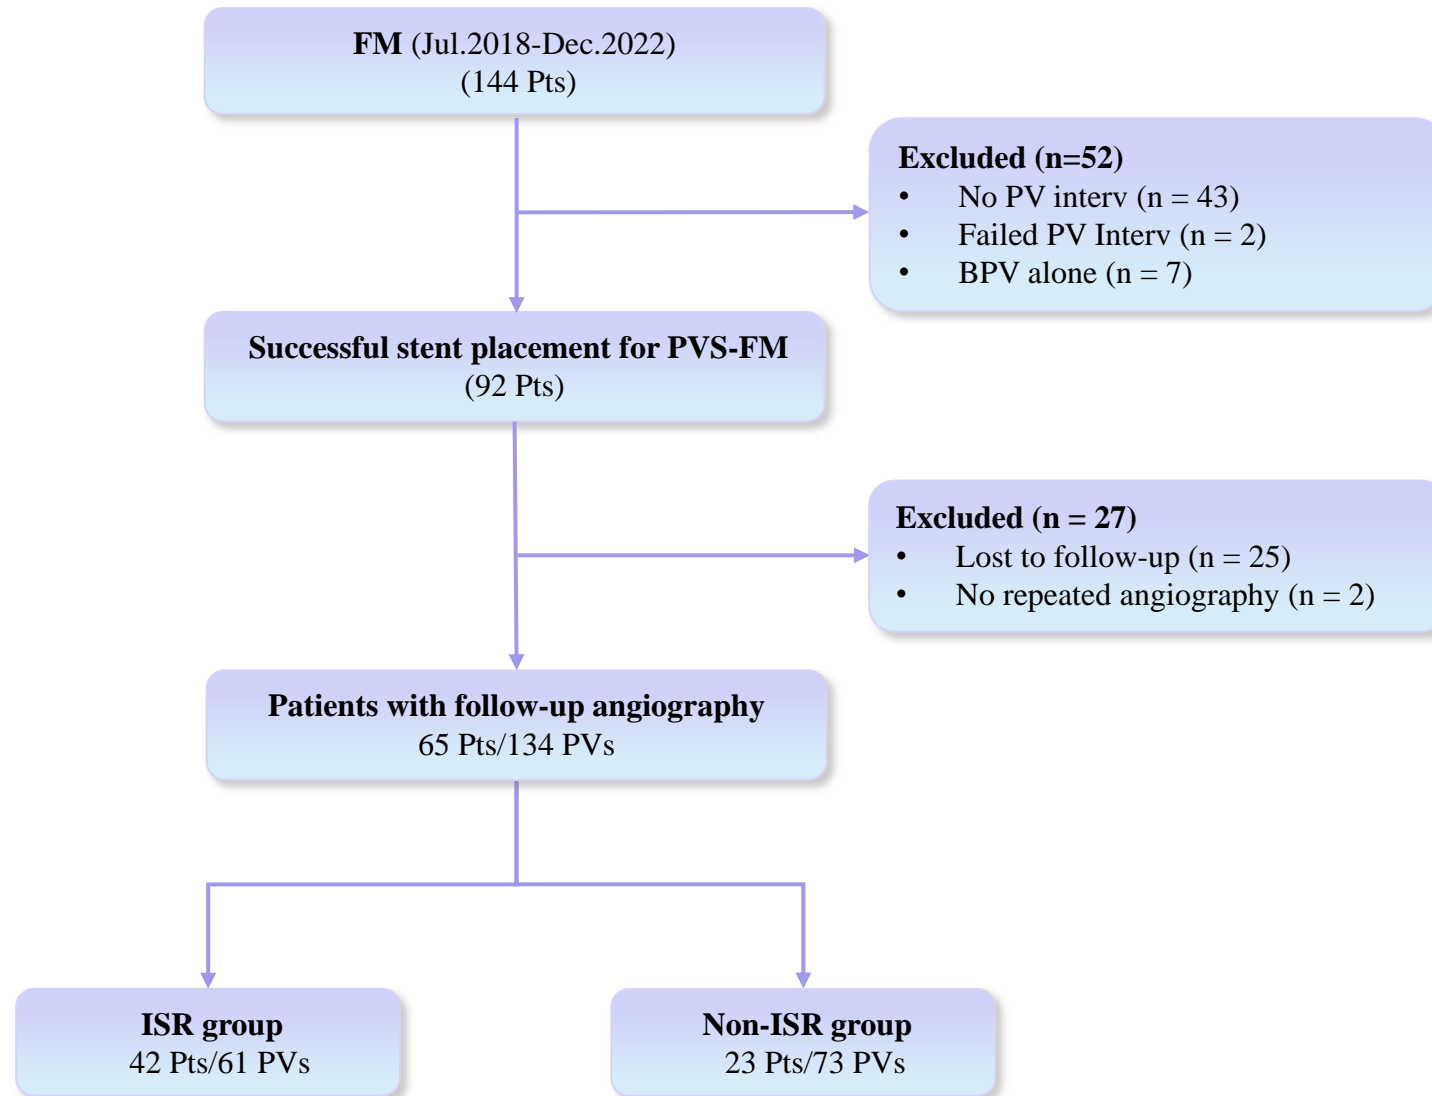 FM (Jul.2018-Dec.2022)
(144 Pts)
Excluded (n=52)
• No PV interv (n = 43)
• Failed PV Interv (n = 2)
• BPV alone (n = 7)
Successful stent placement for PVS-FM
(92 Pts)
Excluded (n = 27)
• Lost to follow-up (n = 25)
• No repeated angiography (n = 2)
Patients with follow-up angiography
65 Pts/134 PVs
ISR group
42 Pts/61 PVs
Non-ISR group
23 Pts/73 PVs